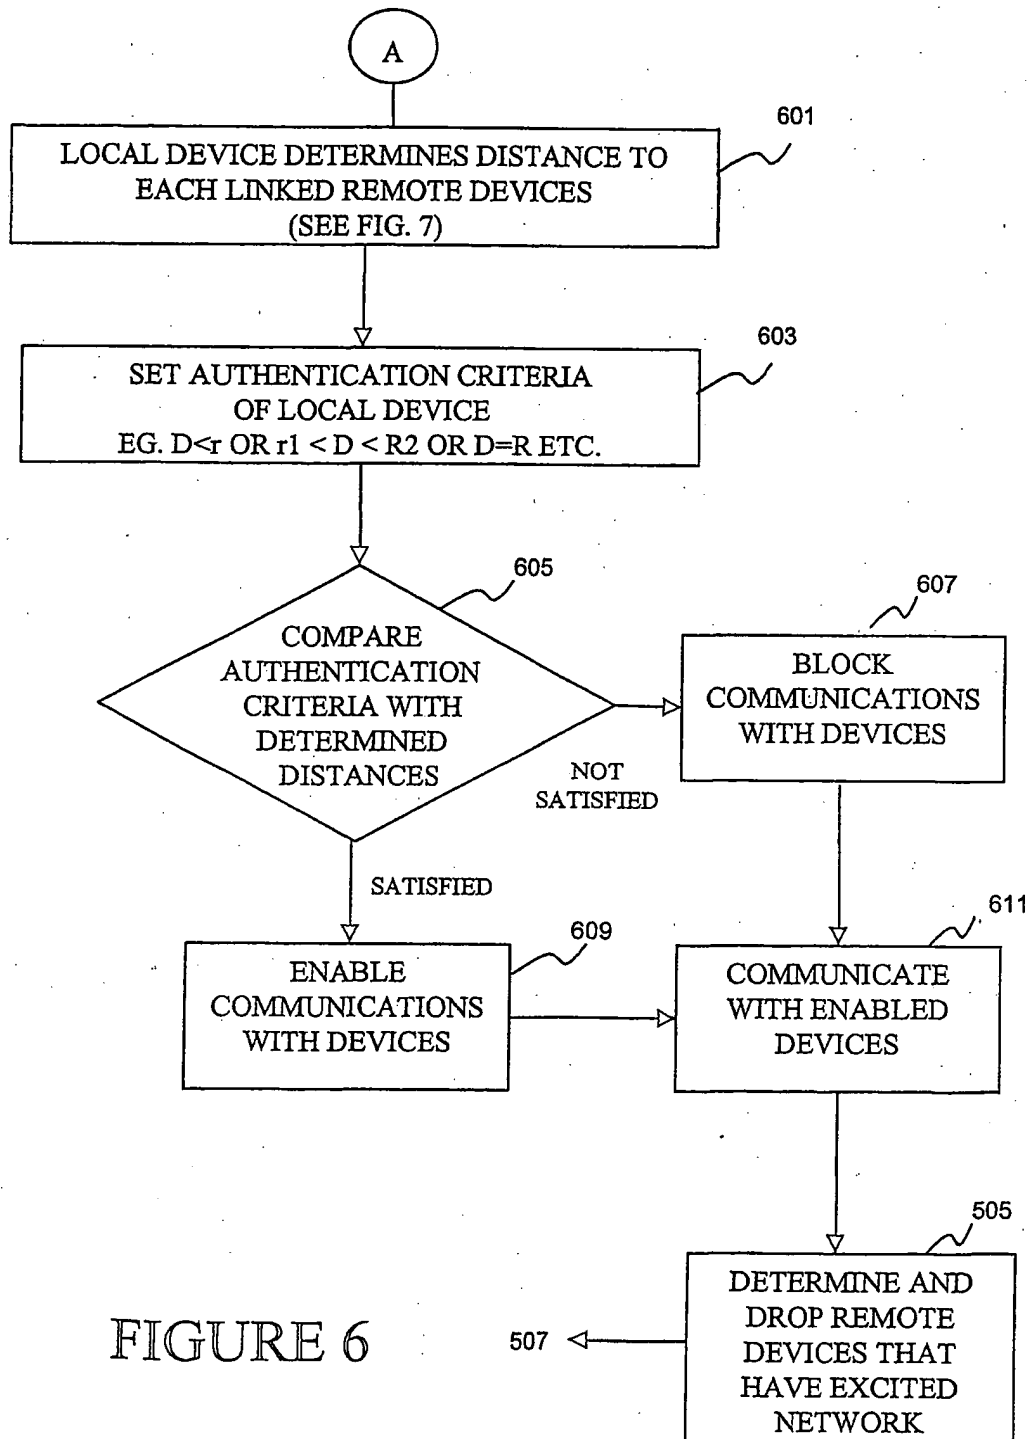 A
601
LOCAL DEVICE DETERMINES DISTANCE TO
EACH LINKED REMOTE DEVICES
(SEE FIG. 7)
603
SET AUTHENTICATION CRITERIA
OF LOCAL DEVICE
EG. D<r OR r1 < D < R2 OR D=R ETC.
605
COMPARE
AUTHENTICATION
CRITERIA WITH
DETERMINED
DISTANCES
607
BLOCK
COMMUNICATIONS
WITH DEVICES
NOT
SATISFIED
SATISFIED
609
ENABLE
COMMUNICATIONS
WITH DEVICES
611
COMMUNICATE
WITH ENABLED
DEVICES
505
DETERMINE AND
DROP REMOTE
DEVICES THAT
HAVE EXCITED
NETWORK
507
FIGURE 6